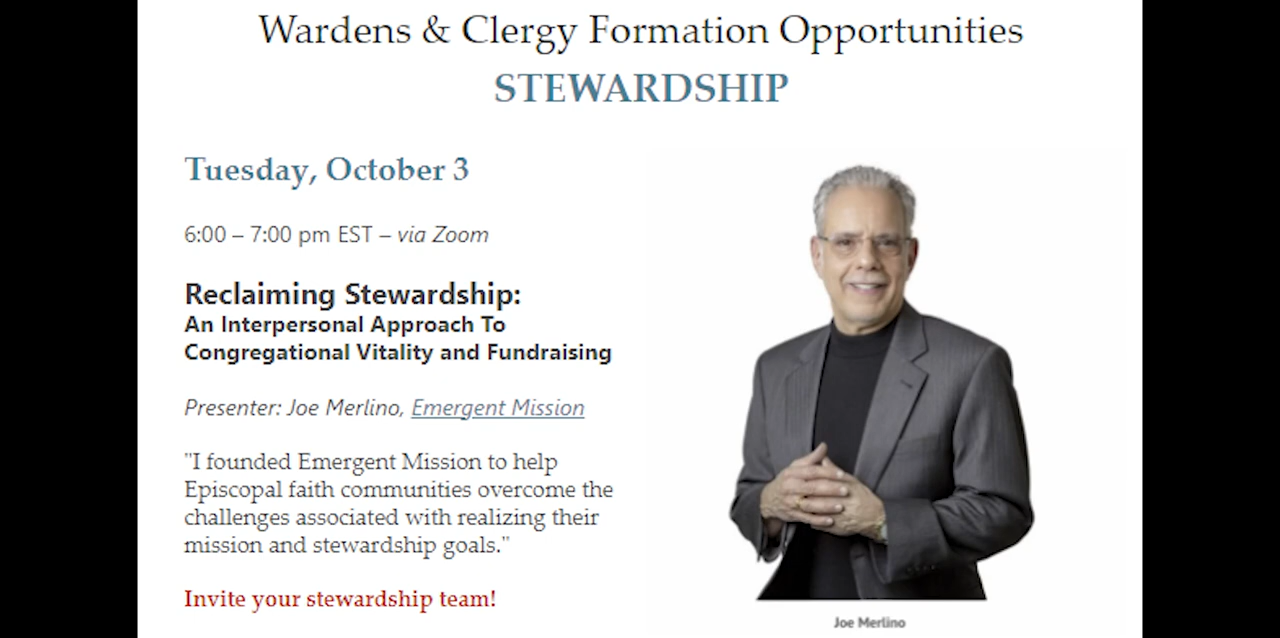 Wardens & Clergy Formation Opportunities
STEWARDSHIP
Tuesday, October 3
6:00 – 7:00 pm EST – via Zoom
Reclaiming Stewardship:
An Interpersonal Approach To
Congregational Vitality and Fundraising
Presenter: Joe Merlino, Emergent Mission
"I founded Emergent Mission to help
Episcopal faith communities overcome the
challenges associated with realizing their
mission and stewardship goals."
Invite your stewardship team!
Joe Merlino